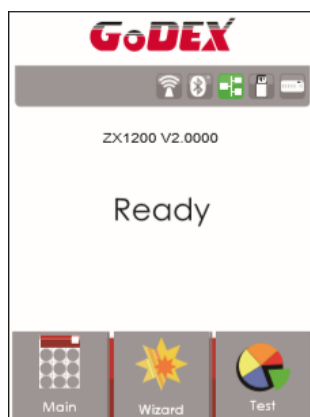 GoDEX
ZX1200 V2.0000
Ready
Main
Wizard
Test